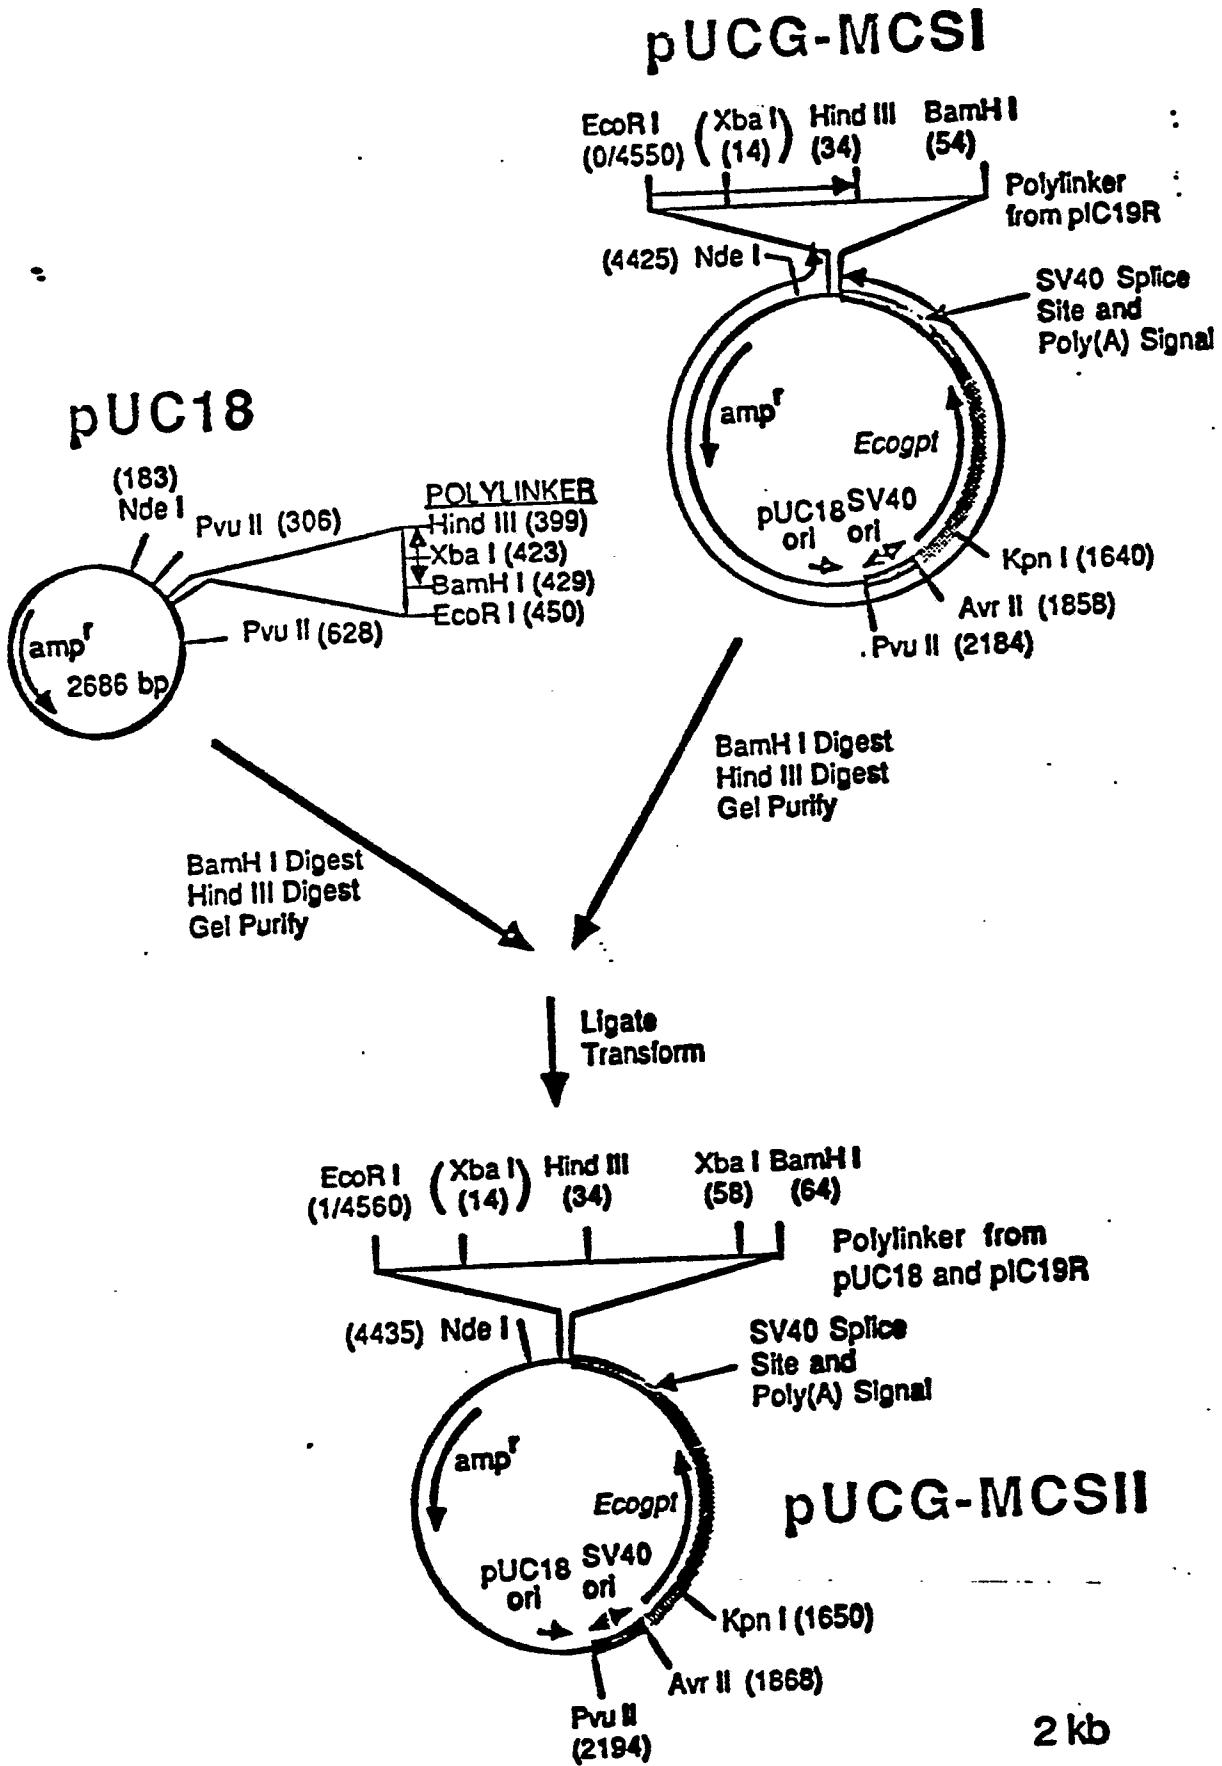 pUCG-MCSI
EcoR I (Xba I) Hind III BamH I
(0/4550) (14) (34) (54)
Polylinker
from pIC19R
(4425) Nde I
SV40 Splice
Site and
Poly(A) Signal
amp^r
Ecogpt
pUC18 SV40
ori ori
Kpn I (1640)
Avr II (1858)
Pvu II (2184)
pUC18
(183)
Nde I
Pvu II (306)
POLYLINKER
Hind III (399)
Xba I (423)
BamH I (429)
EcoR I (450)
Pvu II (628)
amp^r
2686 bp
BamH I Digest
Hind III Digest
Gel Purify
BamH I Digest
Hind III Digest
Gel Purify
Ligate
Transform
EcoR I (Xba I) Hind III Xba I BamH I
(1/4560) (14) (34) (58) (64)
Polylinker from
pUC18 and pIC19R
(4435) Nde I
SV40 Splice
Site and
Poly(A) Signal
amp^r
Ecogpt
pUCG-MCSII
pUC18 SV40
ori ori
Kpn I (1650)
Avr II (1868)
Pvu II
(2194)
2 kb